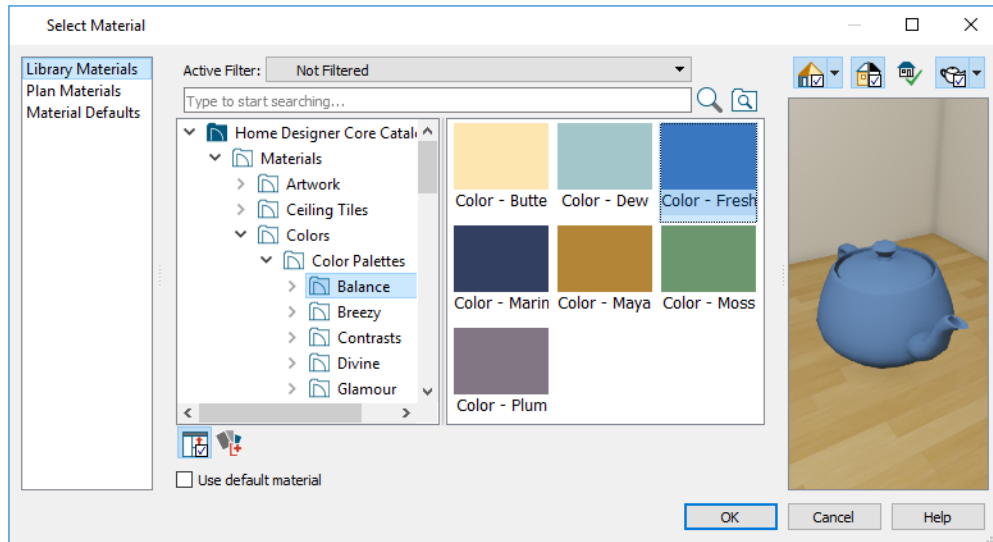 Select Material
Library Materials
Plan Materials
Material Defaults
Active Filter: Not Filtered
Type to start searching...
Home Designer Core Catal
Materials
Artwork
Ceiling Tiles
Colors
Color Palettes
Balance
Breezy
Contrasts
Divine
Glamour
Color - Butte Color - Dew Color - Fresh
Color - Marin Color - Maya Color - Moss
Color - Plum
Use default material
OK Cancel Help